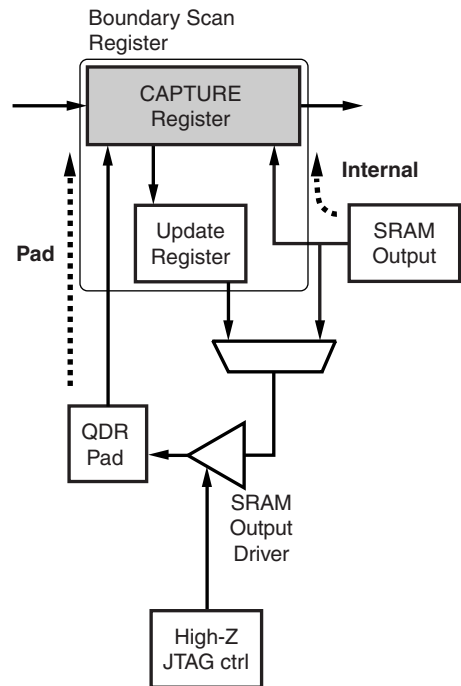 Boundary Scan
Register
CAPTURE
Register
Internal
Pad
Update
Register
SRAM
Output
QDR
Pad
SRAM
Output
Driver
High-Z
JTAG ctrl